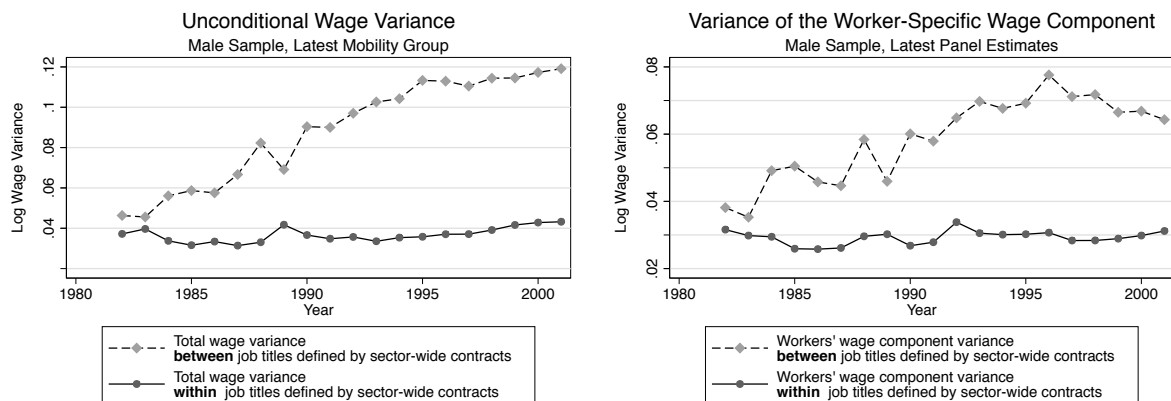 Unconditional Wage Variance
Male Sample, Latest Mobility Group
Log Wage Variance
.12
.1
.08
.06
.04
1980
1985
1990
1995
2000
Year
Total wage variance
between job titles defined by sector-wide contracts
Total wage variance
within job titles defined by sector-wide contracts
Variance of the Worker-Specific Wage Component
Male Sample, Latest Panel Estimates
Log Wage Variance
.08
.06
.04
.02
1980
1985
1990
1995
2000
Year
Workers' wage component variance
between job titles defined by sector-wide contracts
Workers' wage component variance
within job titles defined by sector-wide contracts